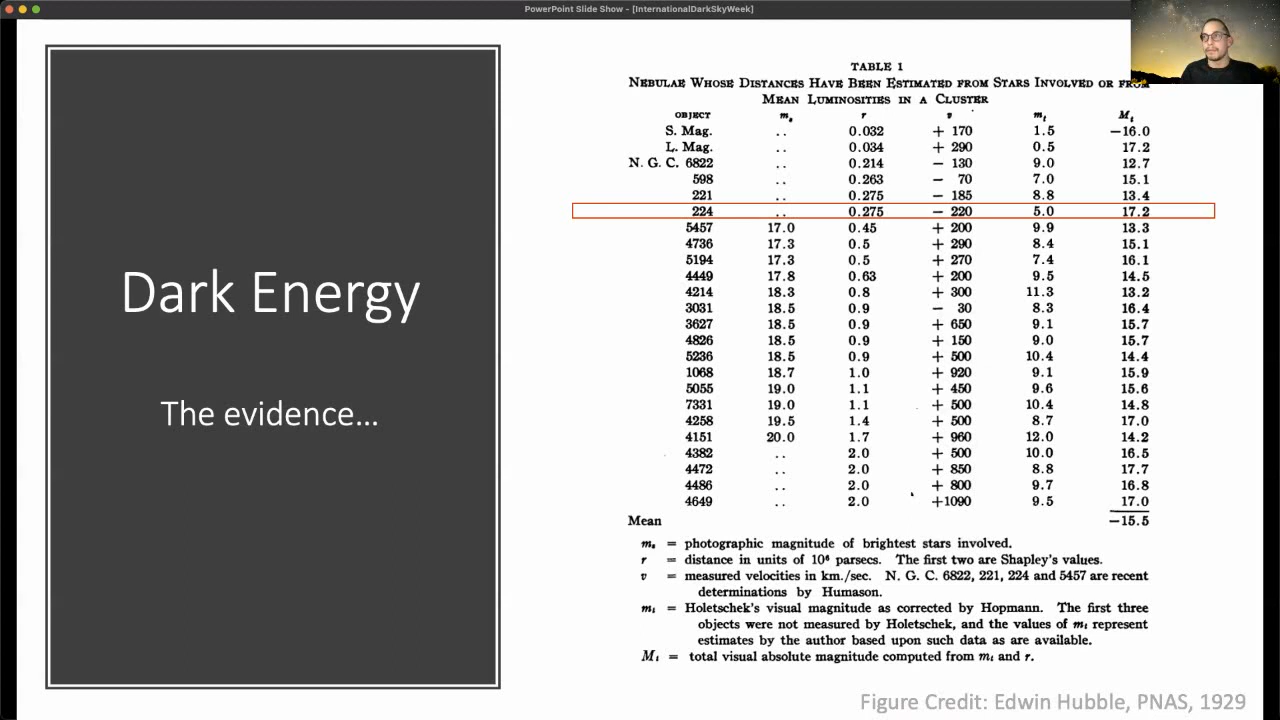 PowerPoint Slide Show - [InternationalDarkSkyWeek]
Dark Energy
The evidence...
TABLE 1
NEBULAE WHOSE DISTANCES HAVE BEEN ESTIMATED FROM STARS INVOLVED OR FROM
MEAN LUMINOSITIES IN A CLUSTER
OBJECT mₛ r v mₜ Mₜ
S. Mag. .. 0.032 + 170 1.5 −16.0
L. Mag. .. 0.034 + 290 0.5 17.2
N. G. C. 6822 .. 0.214 − 130 9.0 12.7
598 .. 0.263 − 70 7.0 15.1
221 .. 0.275 − 185 8.8 13.4
224 .. 0.275 − 220 5.0 17.2
5457 17.0 0.45 + 200 9.9 13.3
4736 17.3 0.5 + 290 8.4 15.1
5194 17.3 0.5 + 270 7.4 16.1
4449 17.8 0.63 + 200 9.5 14.5
4214 18.3 0.8 + 300 11.3 13.2
3031 18.5 0.9 − 30 8.3 16.4
3627 18.5 0.9 + 650 9.1 15.7
4826 18.5 0.9 + 150 9.0 15.7
5236 18.5 0.9 + 500 10.4 14.4
1068 18.7 1.0 + 920 9.1 15.9
5055 19.0 1.1 + 450 9.6 15.6
7331 19.0 1.1 + 500 10.4 14.8
4258 19.5 1.4 + 500 8.7 17.0
4151 20.0 1.7 + 960 12.0 14.2
4382 .. 2.0 + 500 10.0 16.5
4472 .. 2.0 + 850 8.8 17.7
4486 .. 2.0 + 800 9.7 16.8
4649 .. 2.0 +1090 9.5 17.0
Mean −15.5
mₛ = photographic magnitude of brightest stars involved.
r = distance in units of 10⁶ parsecs. The first two are Shapley's values.
v = measured velocities in km./sec. N. G. C. 6822, 221, 224 and 5457 are recent
determinations by Humason.
mₜ = Holetschek's visual magnitude as corrected by Hopmann. The first three
objects were not measured by Holetschek, and the values of mₜ represent
estimates by the author based upon such data as are available.
Mₜ = total visual absolute magnitude computed from mₜ and r.
Figure Credit: Edwin Hubble, PNAS, 1929